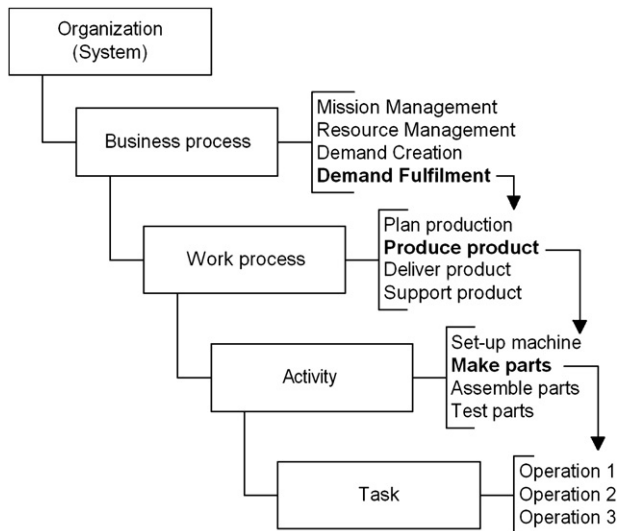 Organization
(System)
Business process
Mission Management
Resource Management
Demand Creation
Demand Fulfilment
Work process
Plan production
Produce product
Deliver product
Support product
Activity
Set-up machine
Make parts
Assemble parts
Test parts
Task
Operation 1
Operation 2
Operation 3